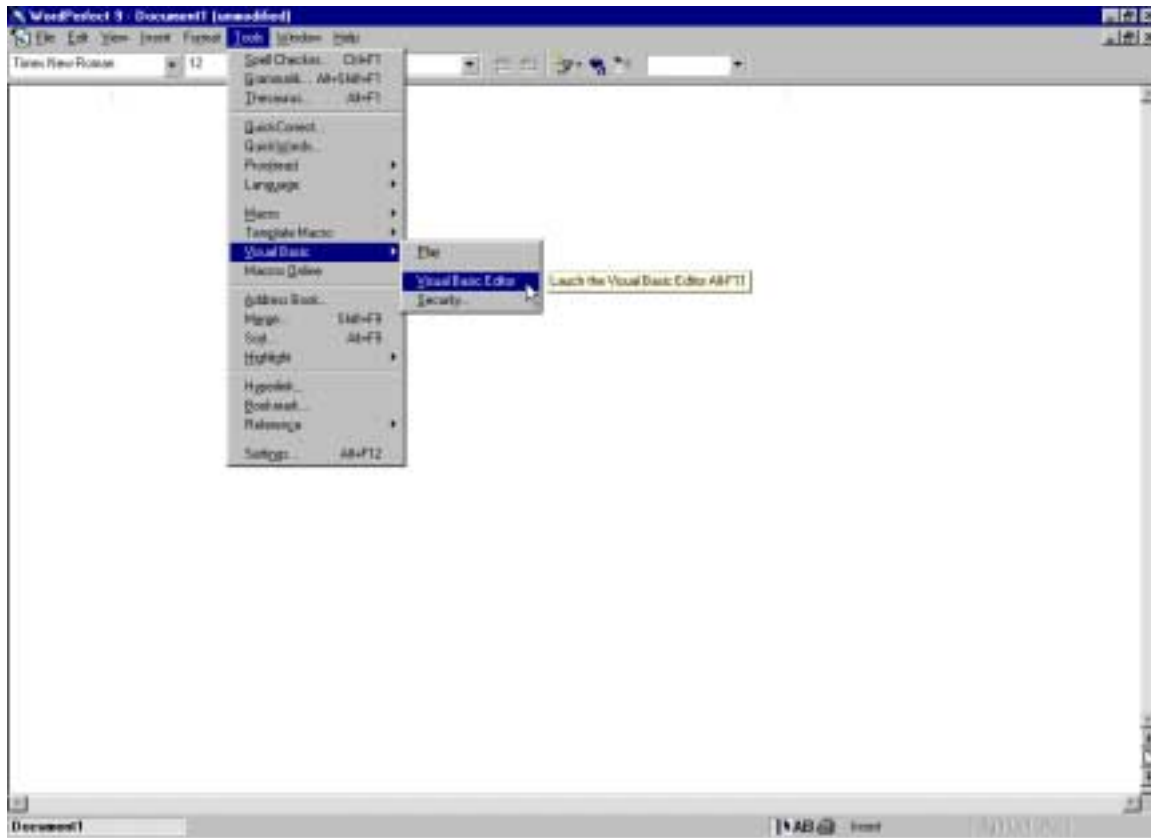 WordPerfect 9 - Document1 (unmodified)
File Edit View Insert Format Tools Window Help
Times New Roman 12
Spell Checker... Ctrl+F1
Grammatik... Alt+Shift+F1
Thesaurus... Alt+F1
QuickCorrect...
QuickWords...
Proofread
Language
Macro
Template Macro
Visual Basic
Macros Online
Address Book...
Merge... Shift+F9
Sort... Alt+F9
Highlight
Hyperlink...
Bookmark...
Reference
Settings... Alt+F12
Play
Visual Basic Editor
Security...
Lauch the Visual Basic Editor Alt+F11
Document1
AB Insert